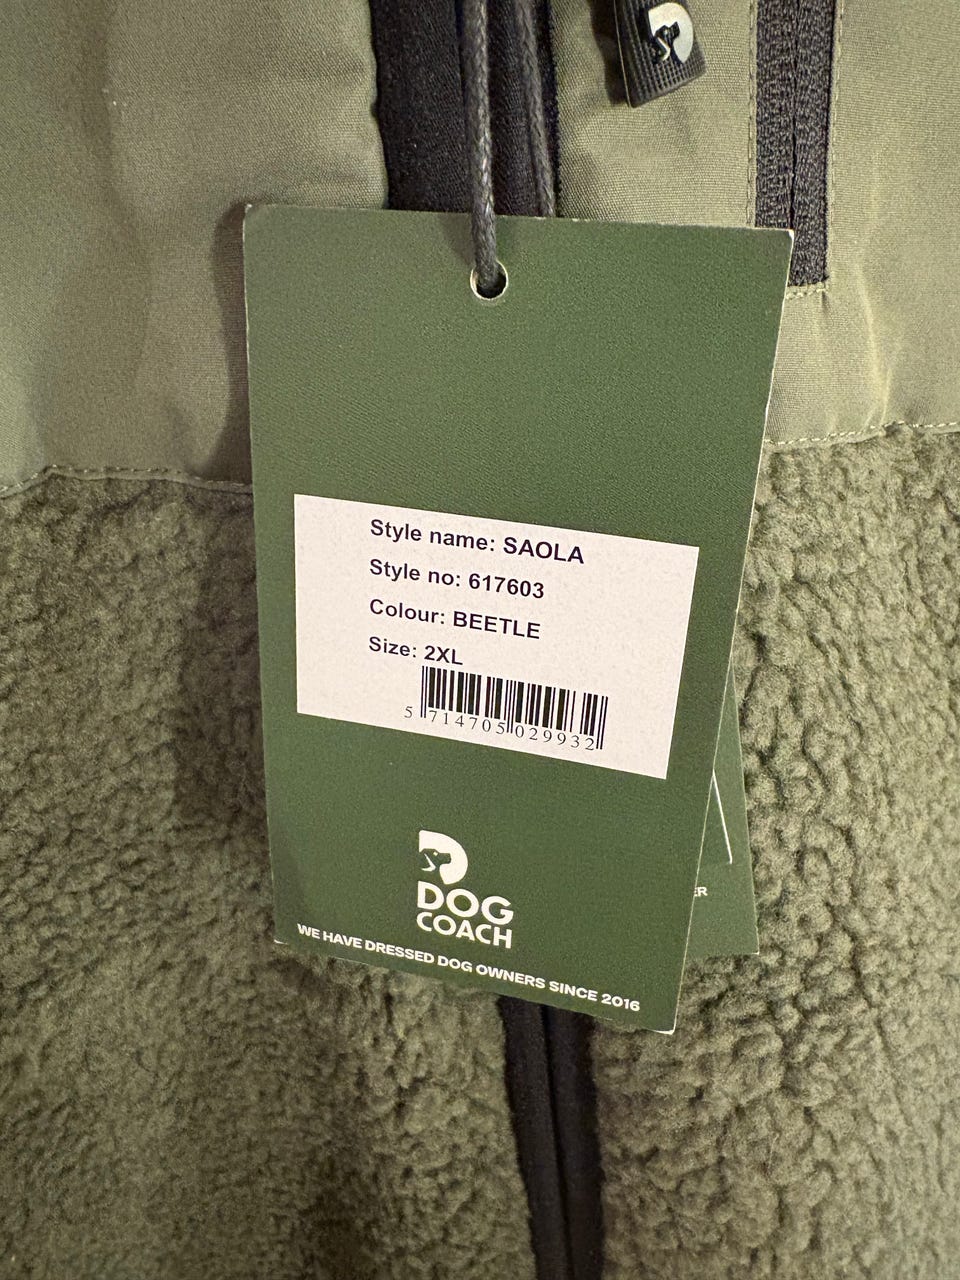 Style name: SAOLA
Style no: 617603
Colour: BEETLE
Size: 2XL
5 714705 029932
DOG
COACH
WE HAVE DRESSED DOG OWNERS SINCE 2016